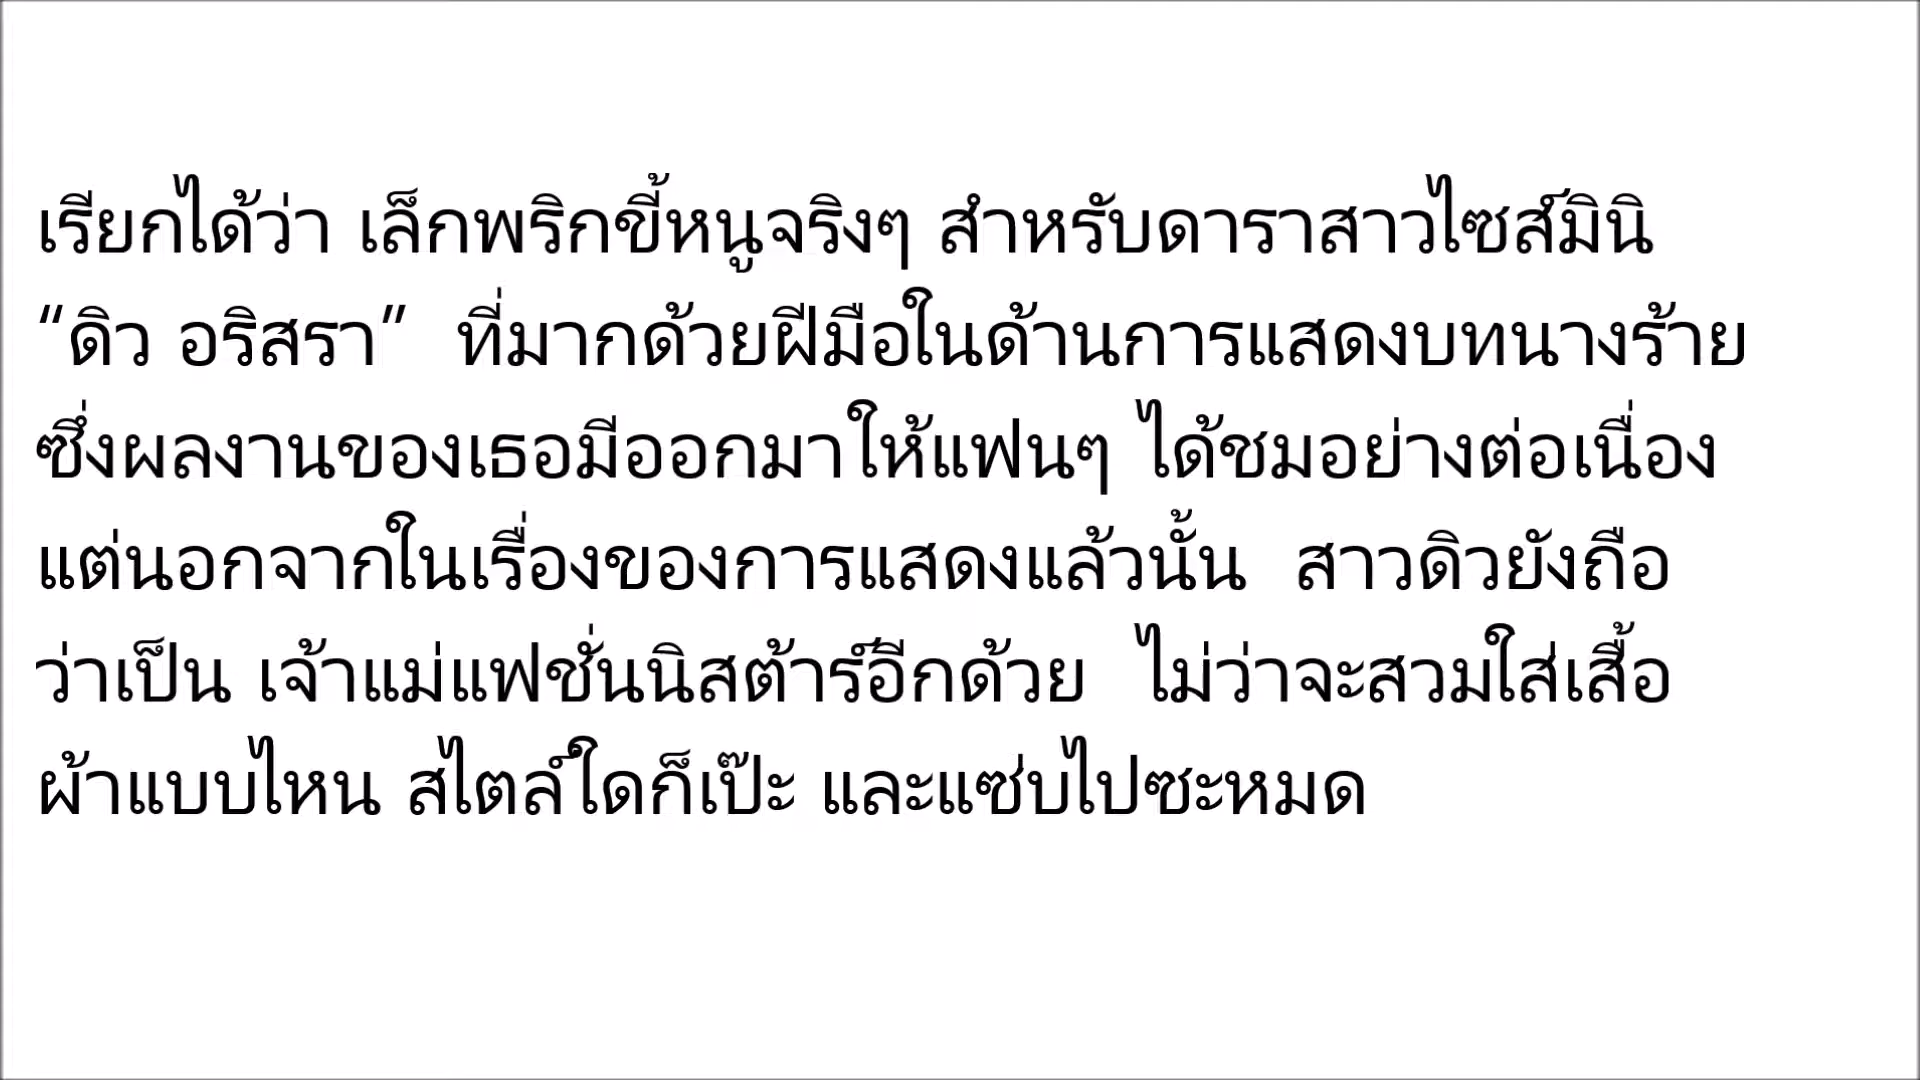 เรียกได้ว่า เล็กพริกขี้หนูจริงๆ สำหรับดาราสาวไซส์มินิ
“ดิว อริสรา”  ที่มากด้วยฝีมือในด้านการแสดงบทนางร้าย
ซึ่งผลงานของเธอมีออกมาให้แฟนๆ ได้ชมอย่างต่อเนื่อง
แต่นอกจากในเรื่องของการแสดงแล้วนั้น  สาวดิวยังถือ
ว่าเป็น เจ้าแม่แฟชั่นนิสต้าร์อีกด้วย  ไม่ว่าจะสวมใส่เสื้อ
ผ้าแบบไหน สไตล์ใดก็เป๊ะ และแซ่บไปซะหมด